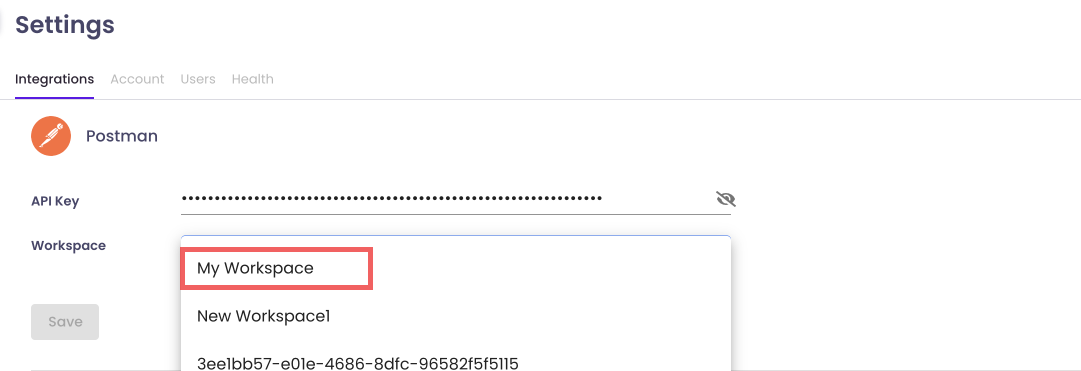 Settings
Integrations Account Users Health
Postman
API Key ••••••••••••••••••••••••••••••••••••••••••••••••••••••••••••••••
Workspace
My Workspace
Save
New Workspace1
3ee1bb57-e01e-4686-8dfc-96582f5f5115